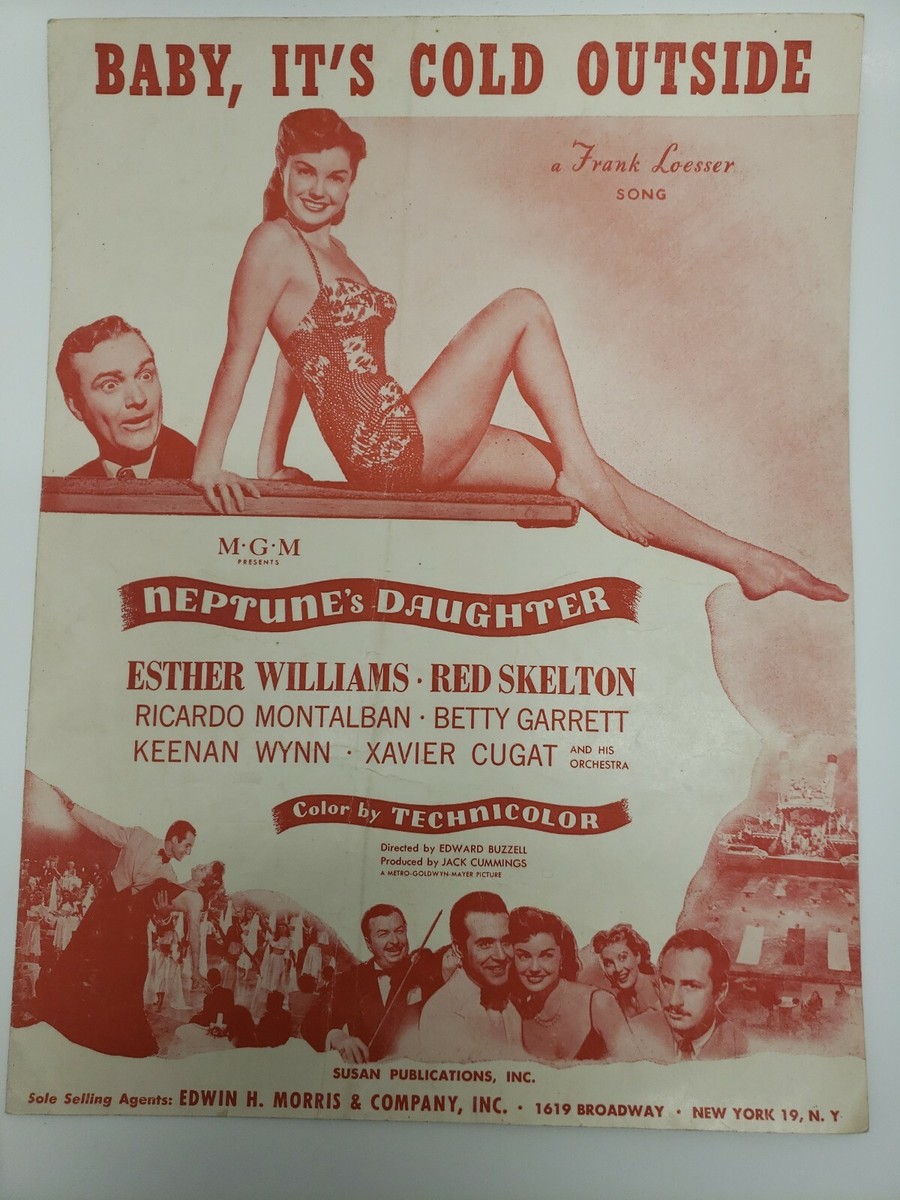 BABY, IT'S COLD OUTSIDE
a Frank Loesser
SONG
M·G·M
PRESENTS
NEPTUNE'S DAUGHTER
ESTHER WILLIAMS · RED SKELTON
RICARDO MONTALBAN · BETTY GARRETT
KEENAN WYNN · XAVIER CUGAT AND HIS ORCHESTRA
Color by TECHNICOLOR
Directed by EDWARD BUZZELL
Produced by JACK CUMMINGS
A METRO-GOLDWYN-MAYER PICTURE
SUSAN PUBLICATIONS, INC.
Sole Selling Agents: EDWIN H. MORRIS & COMPANY, INC. · 1619 BROADWAY · NEW YORK 19, N. Y.